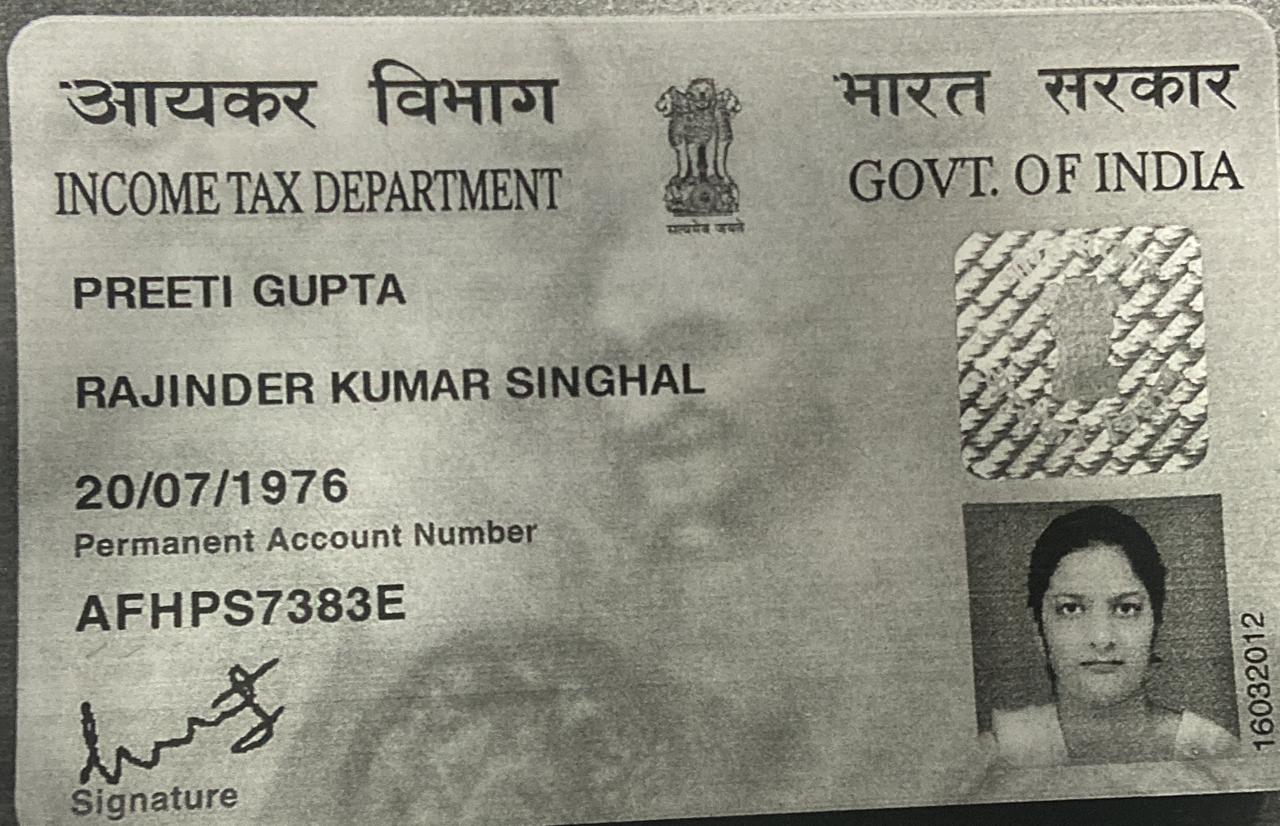 आयकर विभाग
INCOME TAX DEPARTMENT
सत्यमेव जयते
भारत सरकार
GOVT. OF INDIA
PREETI GUPTA
RAJINDER KUMAR SINGHAL
20/07/1976
Permanent Account Number
AFHPS7383E
Signature
16032012